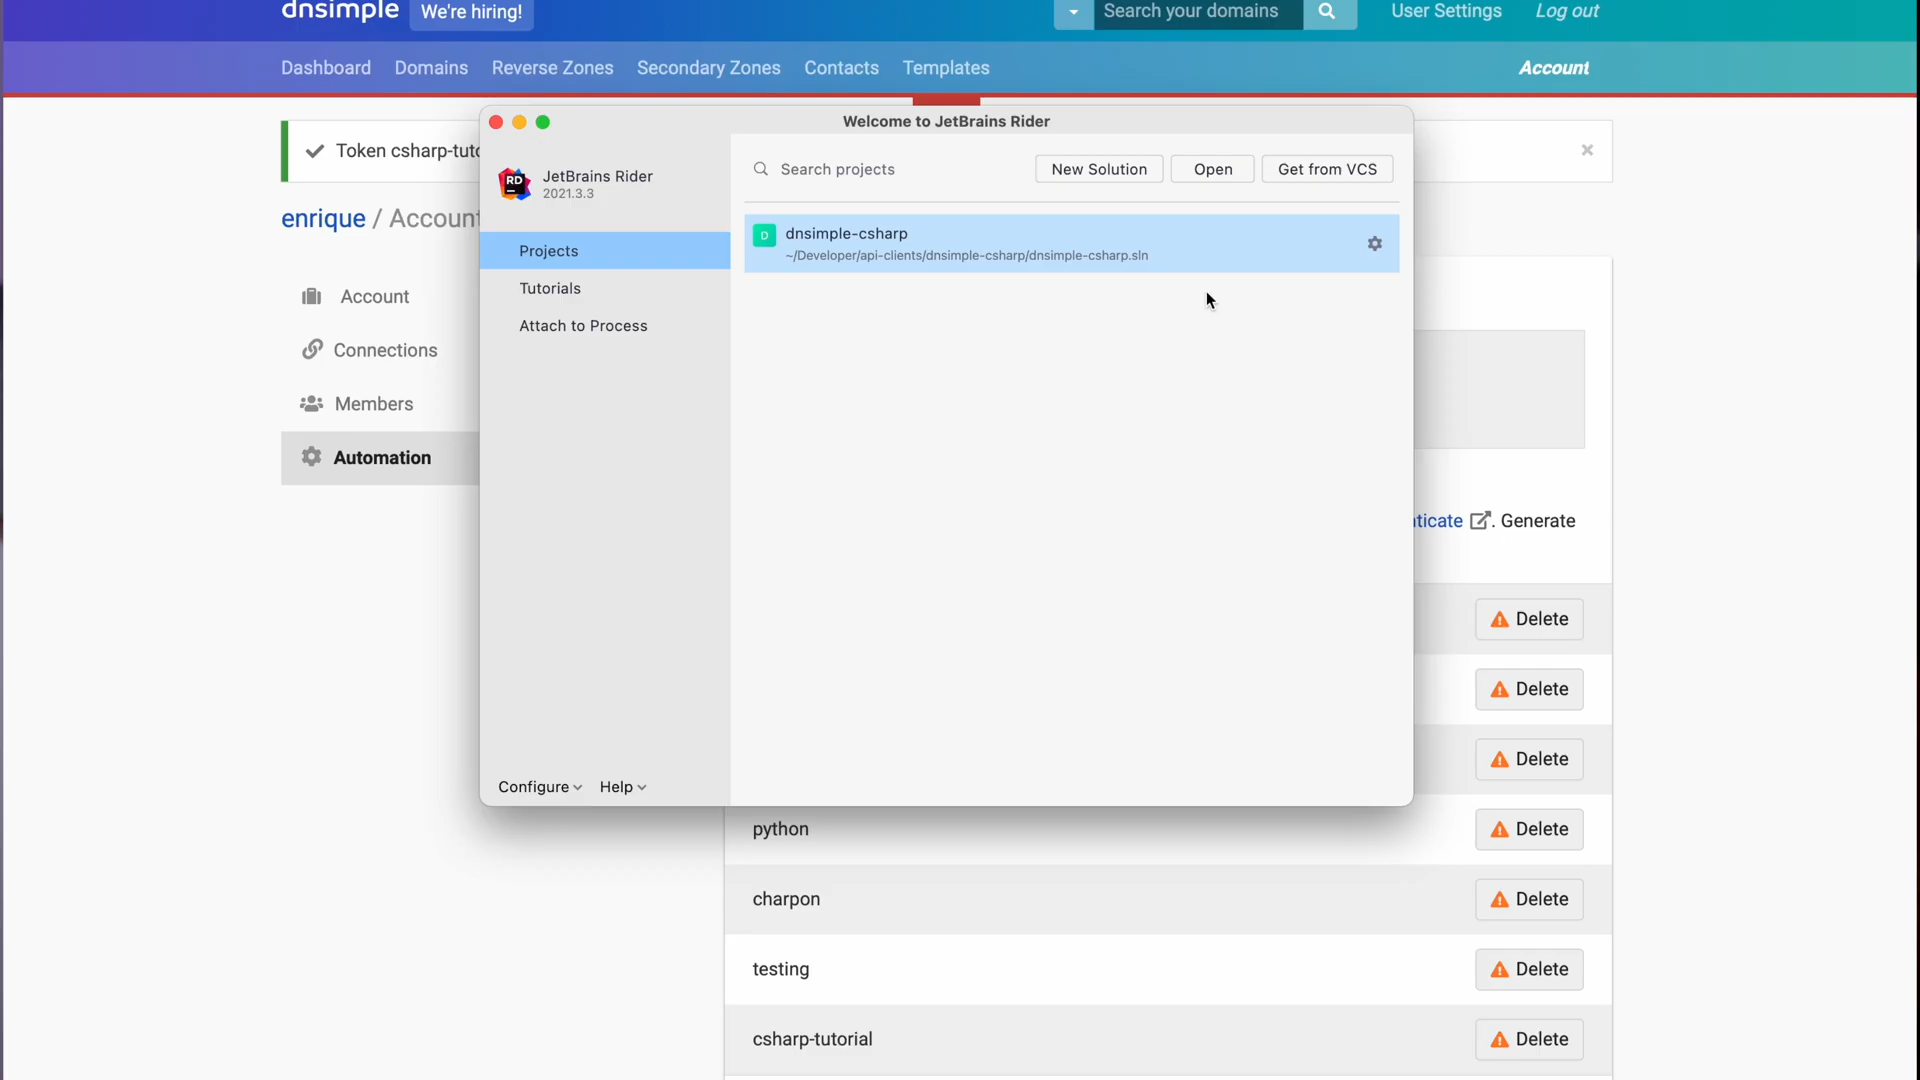 dnsimple
We're hiring!
Search your domains
User Settings
Log out
Dashboard
Domains
Reverse Zones
Secondary Zones
Contacts
Templates
Account
Token csharp-tuto
×
enrique / Account
Account
Connections
Members
Automation
Welcome to JetBrains Rider
RD
JetBrains Rider
2021.3.3
Projects
Tutorials
Attach to Process
Configure
Help
Search projects
New Solution
Open
Get from VCS
D
dnsimple-csharp
~/Developer/api-clients/dnsimple-csharp/dnsimple-csharp.sln
ticate . Generate
Delete
Delete
Delete
python
Delete
charpon
Delete
testing
Delete
csharp-tutorial
Delete